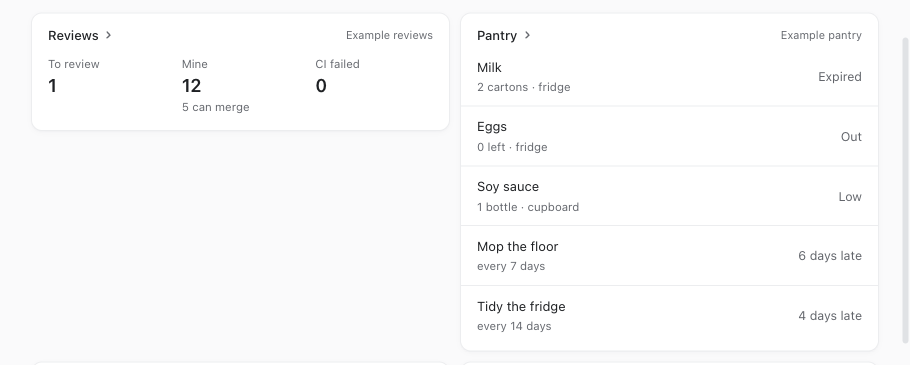 Reviews
Example reviews
To review
1
Mine
12
5 can merge
CI failed
0
Pantry
Example pantry
Milk
2 cartons · fridge
Expired
Eggs
0 left · fridge
Out
Soy sauce
1 bottle · cupboard
Low
Mop the floor
every 7 days
6 days late
Tidy the fridge
every 14 days
4 days late